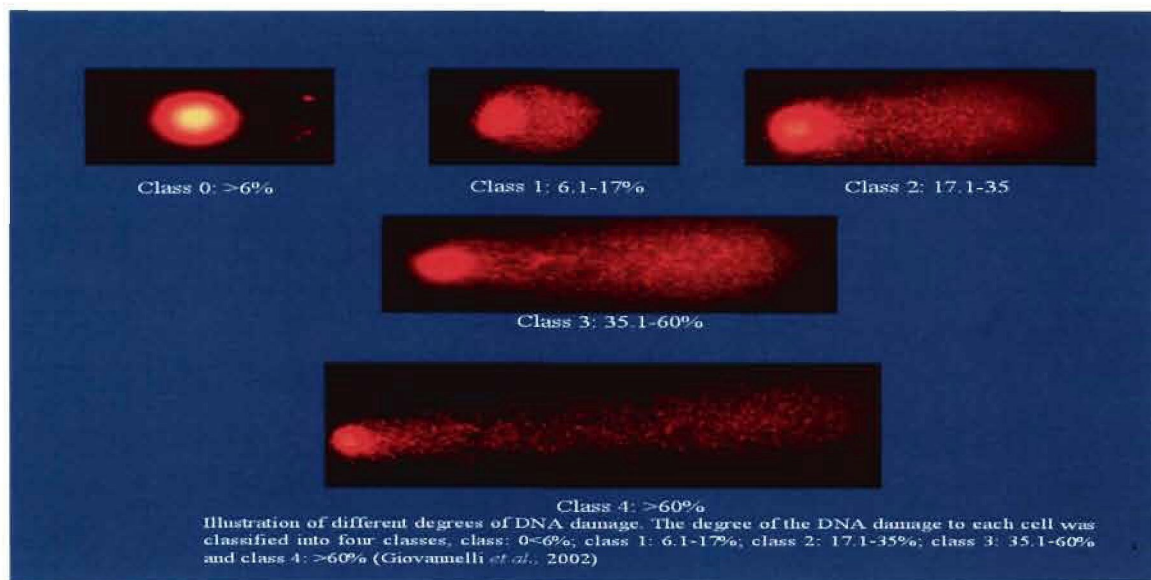 Class 0: >6%
Class 1: 6.1-17%
Class 2: 17.1-35
Class 3: 35.1-60%
Class 4: >60%
Illustration of different degrees of DNA damage. The degree of the DNA damage to each cell was
classified into four classes, class: 0<6%; class 1: 6.1-17%; class 2: 17.1-35%; class 3: 35.1-60%
and class 4: >60% (Giovannelli et al., 2002)